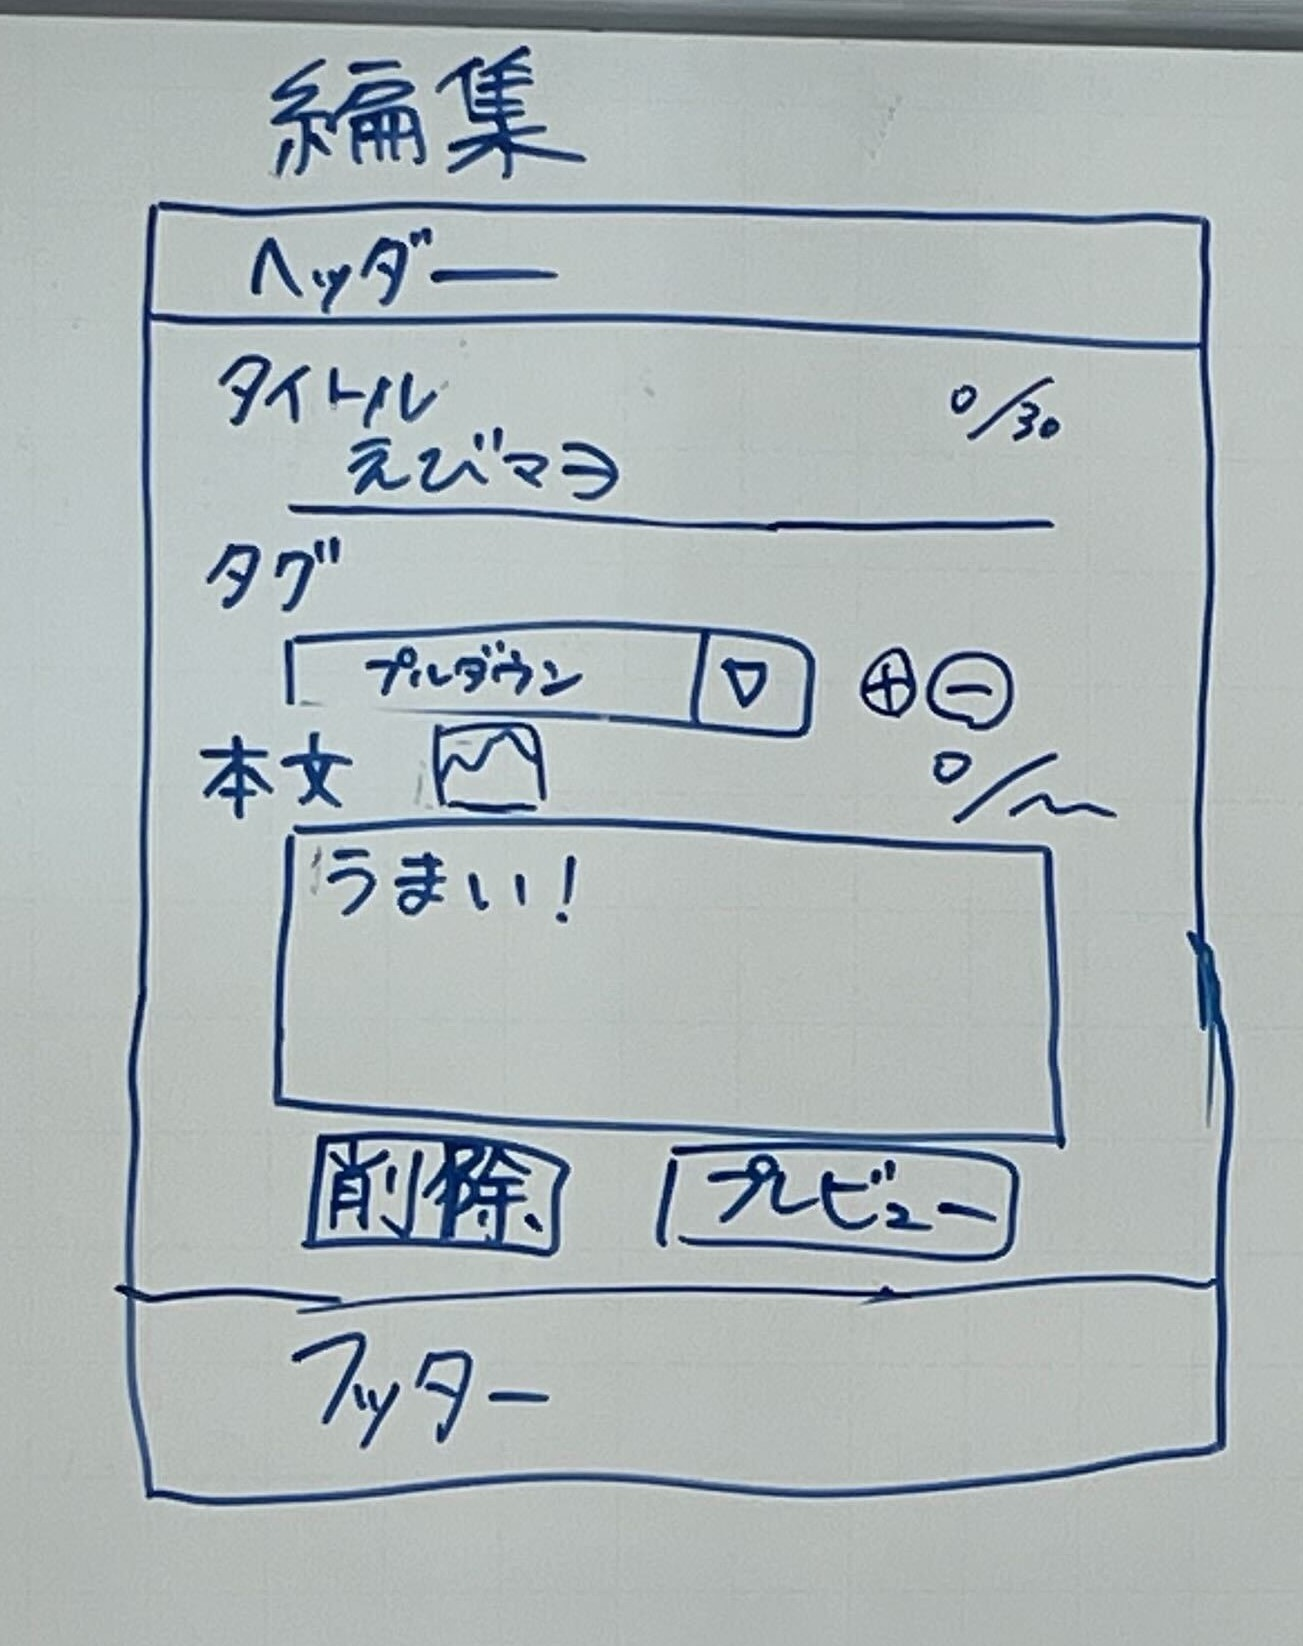 編集
ヘッダー
タイトル 0/30
えびマヨ
タグ
プルダウン ▽ ⊕ ⊖
本文 0/
うまい!
削除 プレビュー
フッター